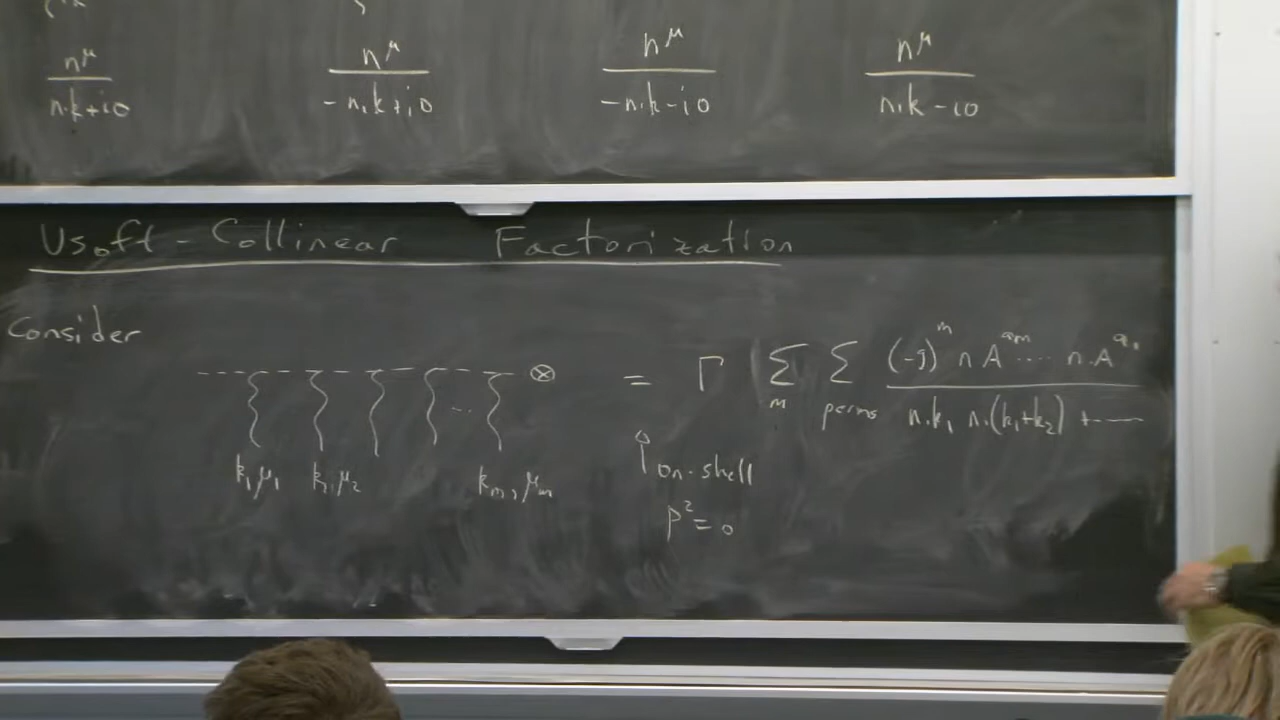 n^μ / n·k+i0    n^μ / -n·k+i0    n^μ / -n·k-i0    n^μ / n·k-i0
Usoft-Collinear Factorization
Consider
⊗ = Γ Σ_m Σ_perms (-g)^m n·A^{a_m} .... n·A^{a_1} / n·k_1 n·(k_1+k_2) + ——
k_1,μ_1 k_2,μ_2 ... k_m,μ_m
on-shell
p^2=0